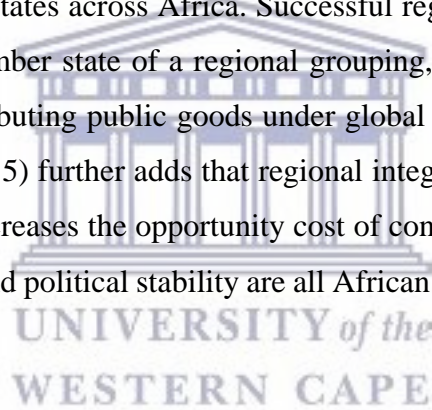 tates across Africa. Successful reg
mber state of a regional grouping,
buting public goods under global
5) further adds that regional integ
reases the opportunity cost of con
d political stability are all African
UNIVERSITY of the
WESTERN CAPE